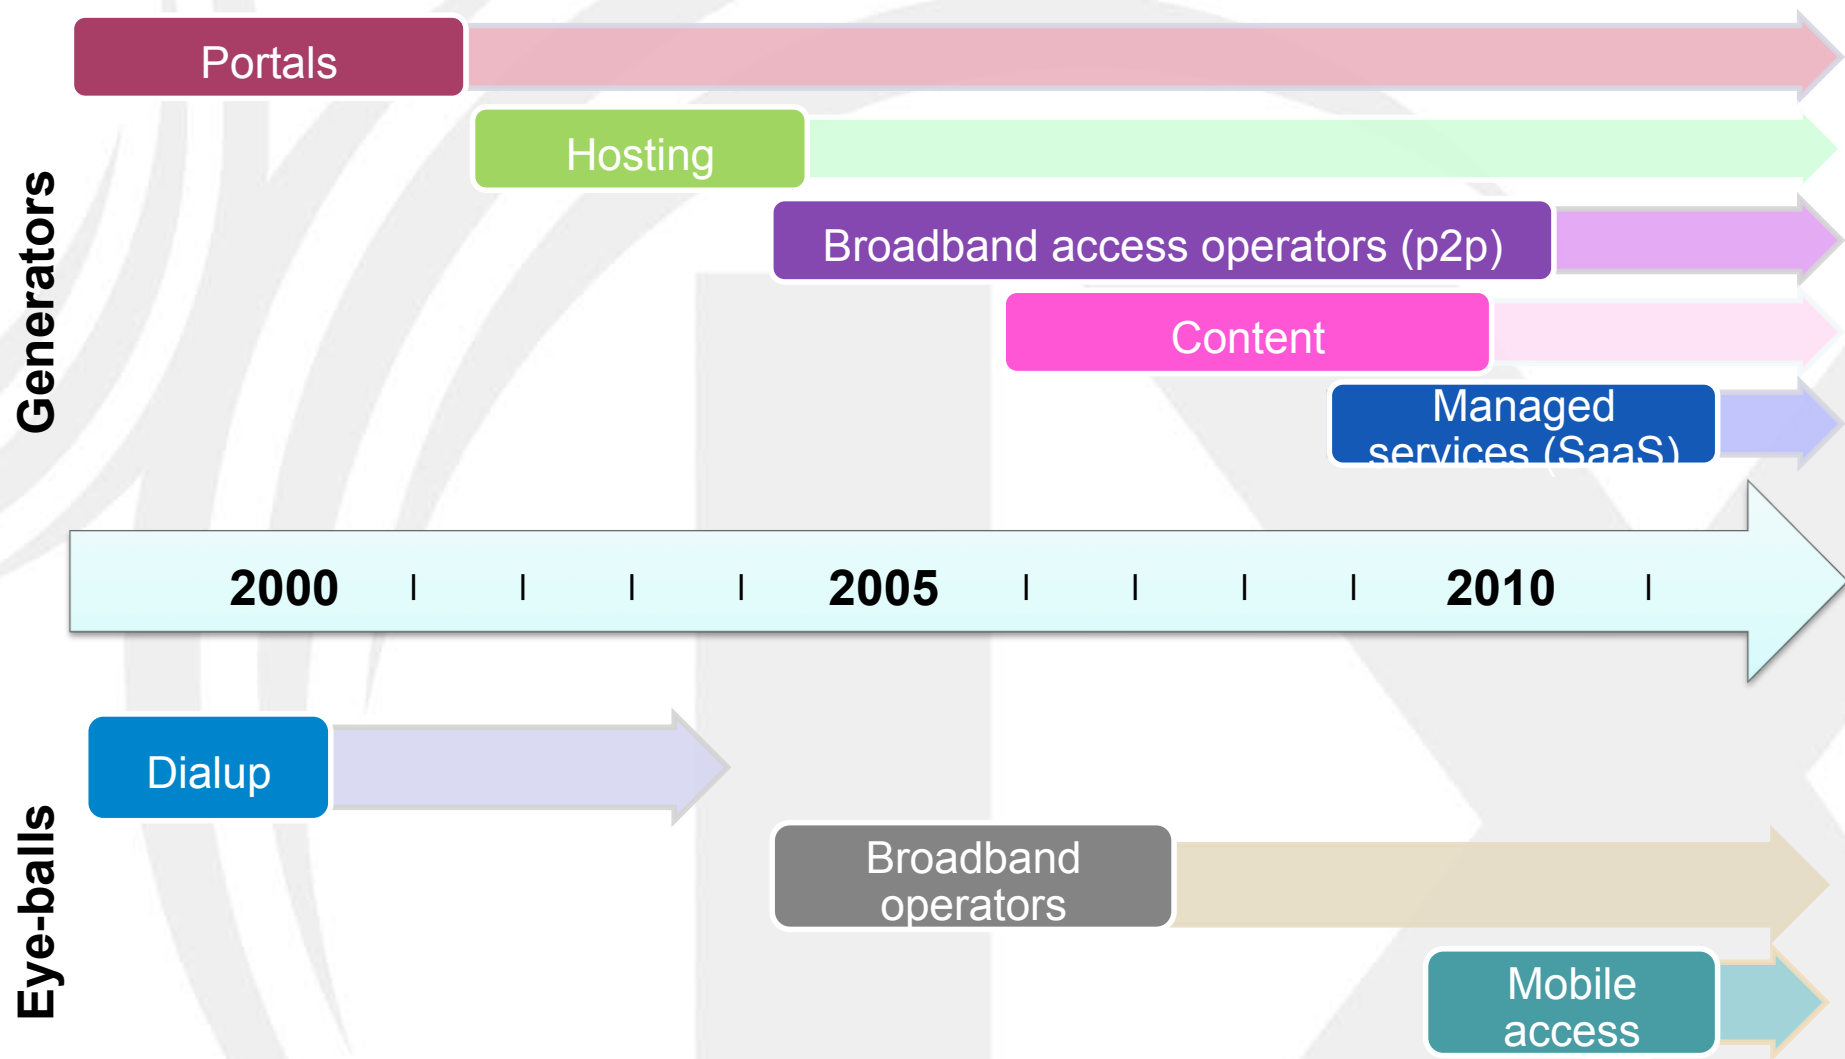 Generators
Portals
Hosting
Broadband access operators (p2p)
Content
Managed
services (SaaS)
2000 | | | | 2005 | | | | 2010 |
Eye-balls
Dialup
Broadband
operators
Mobile
access